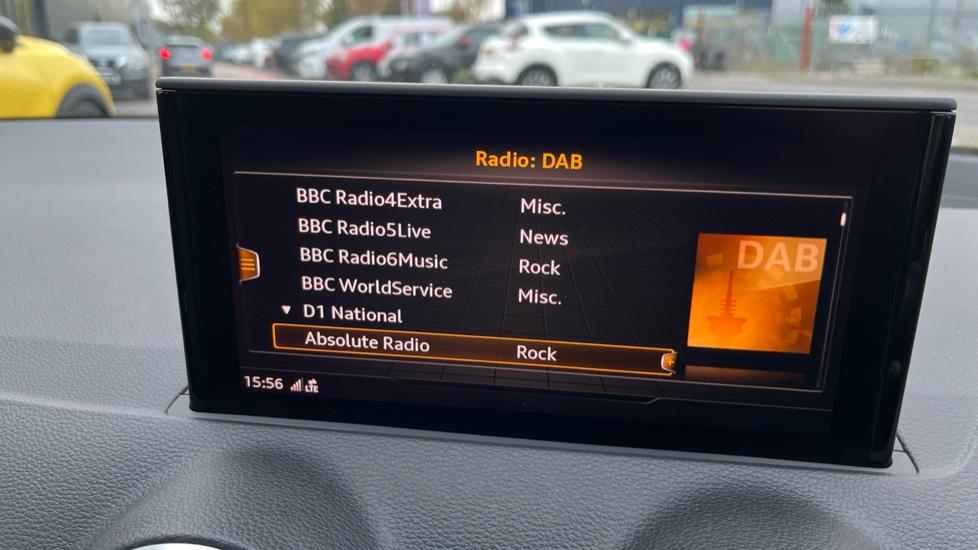 Radio: DAB
BBC Radio4Extra Misc.
BBC Radio5Live News
BBC Radio6Music Rock
BBC WorldService Misc.
D1 National
Absolute Radio Rock
DAB
15:56 LTE